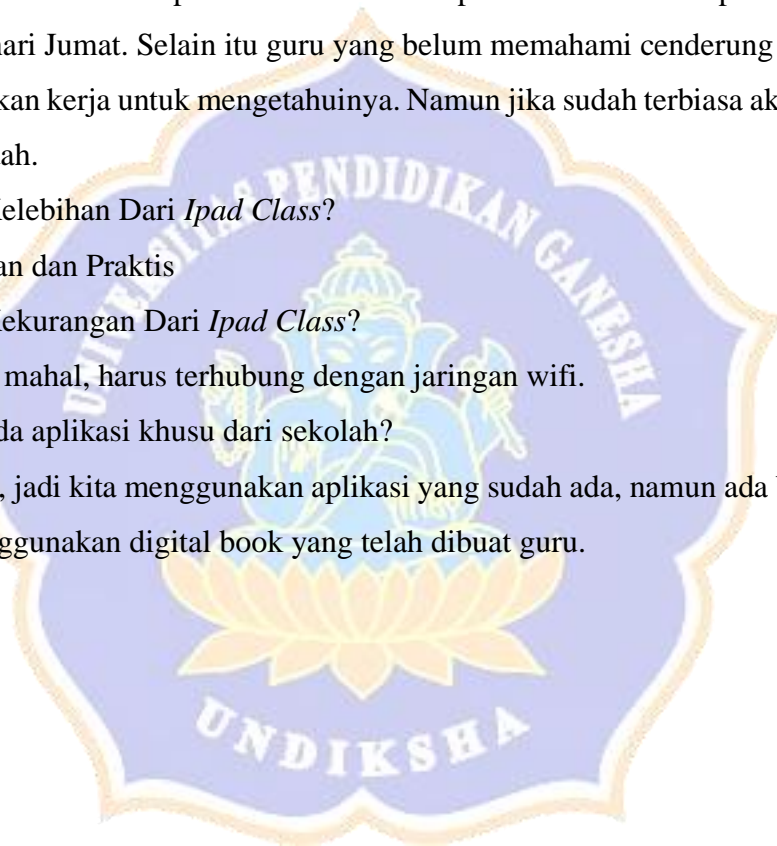 hari Jumat. Selain itu guru yang belum memahami cenderung
kan kerja untuk mengetahuinya. Namun jika sudah terbiasa ak
ah.
Kelebihan Dari Ipad Class?
an dan Praktis
Kekurangan Dari Ipad Class?
mahal, harus terhubung dengan jaringan wifi.
da aplikasi khusu dari sekolah?
, jadi kita menggunakan aplikasi yang sudah ada, namun ada
ggunakan digital book yang telah dibuat guru.
UNIVERSITAS PENDIDIKAN GANESHA
UNDIKSHA